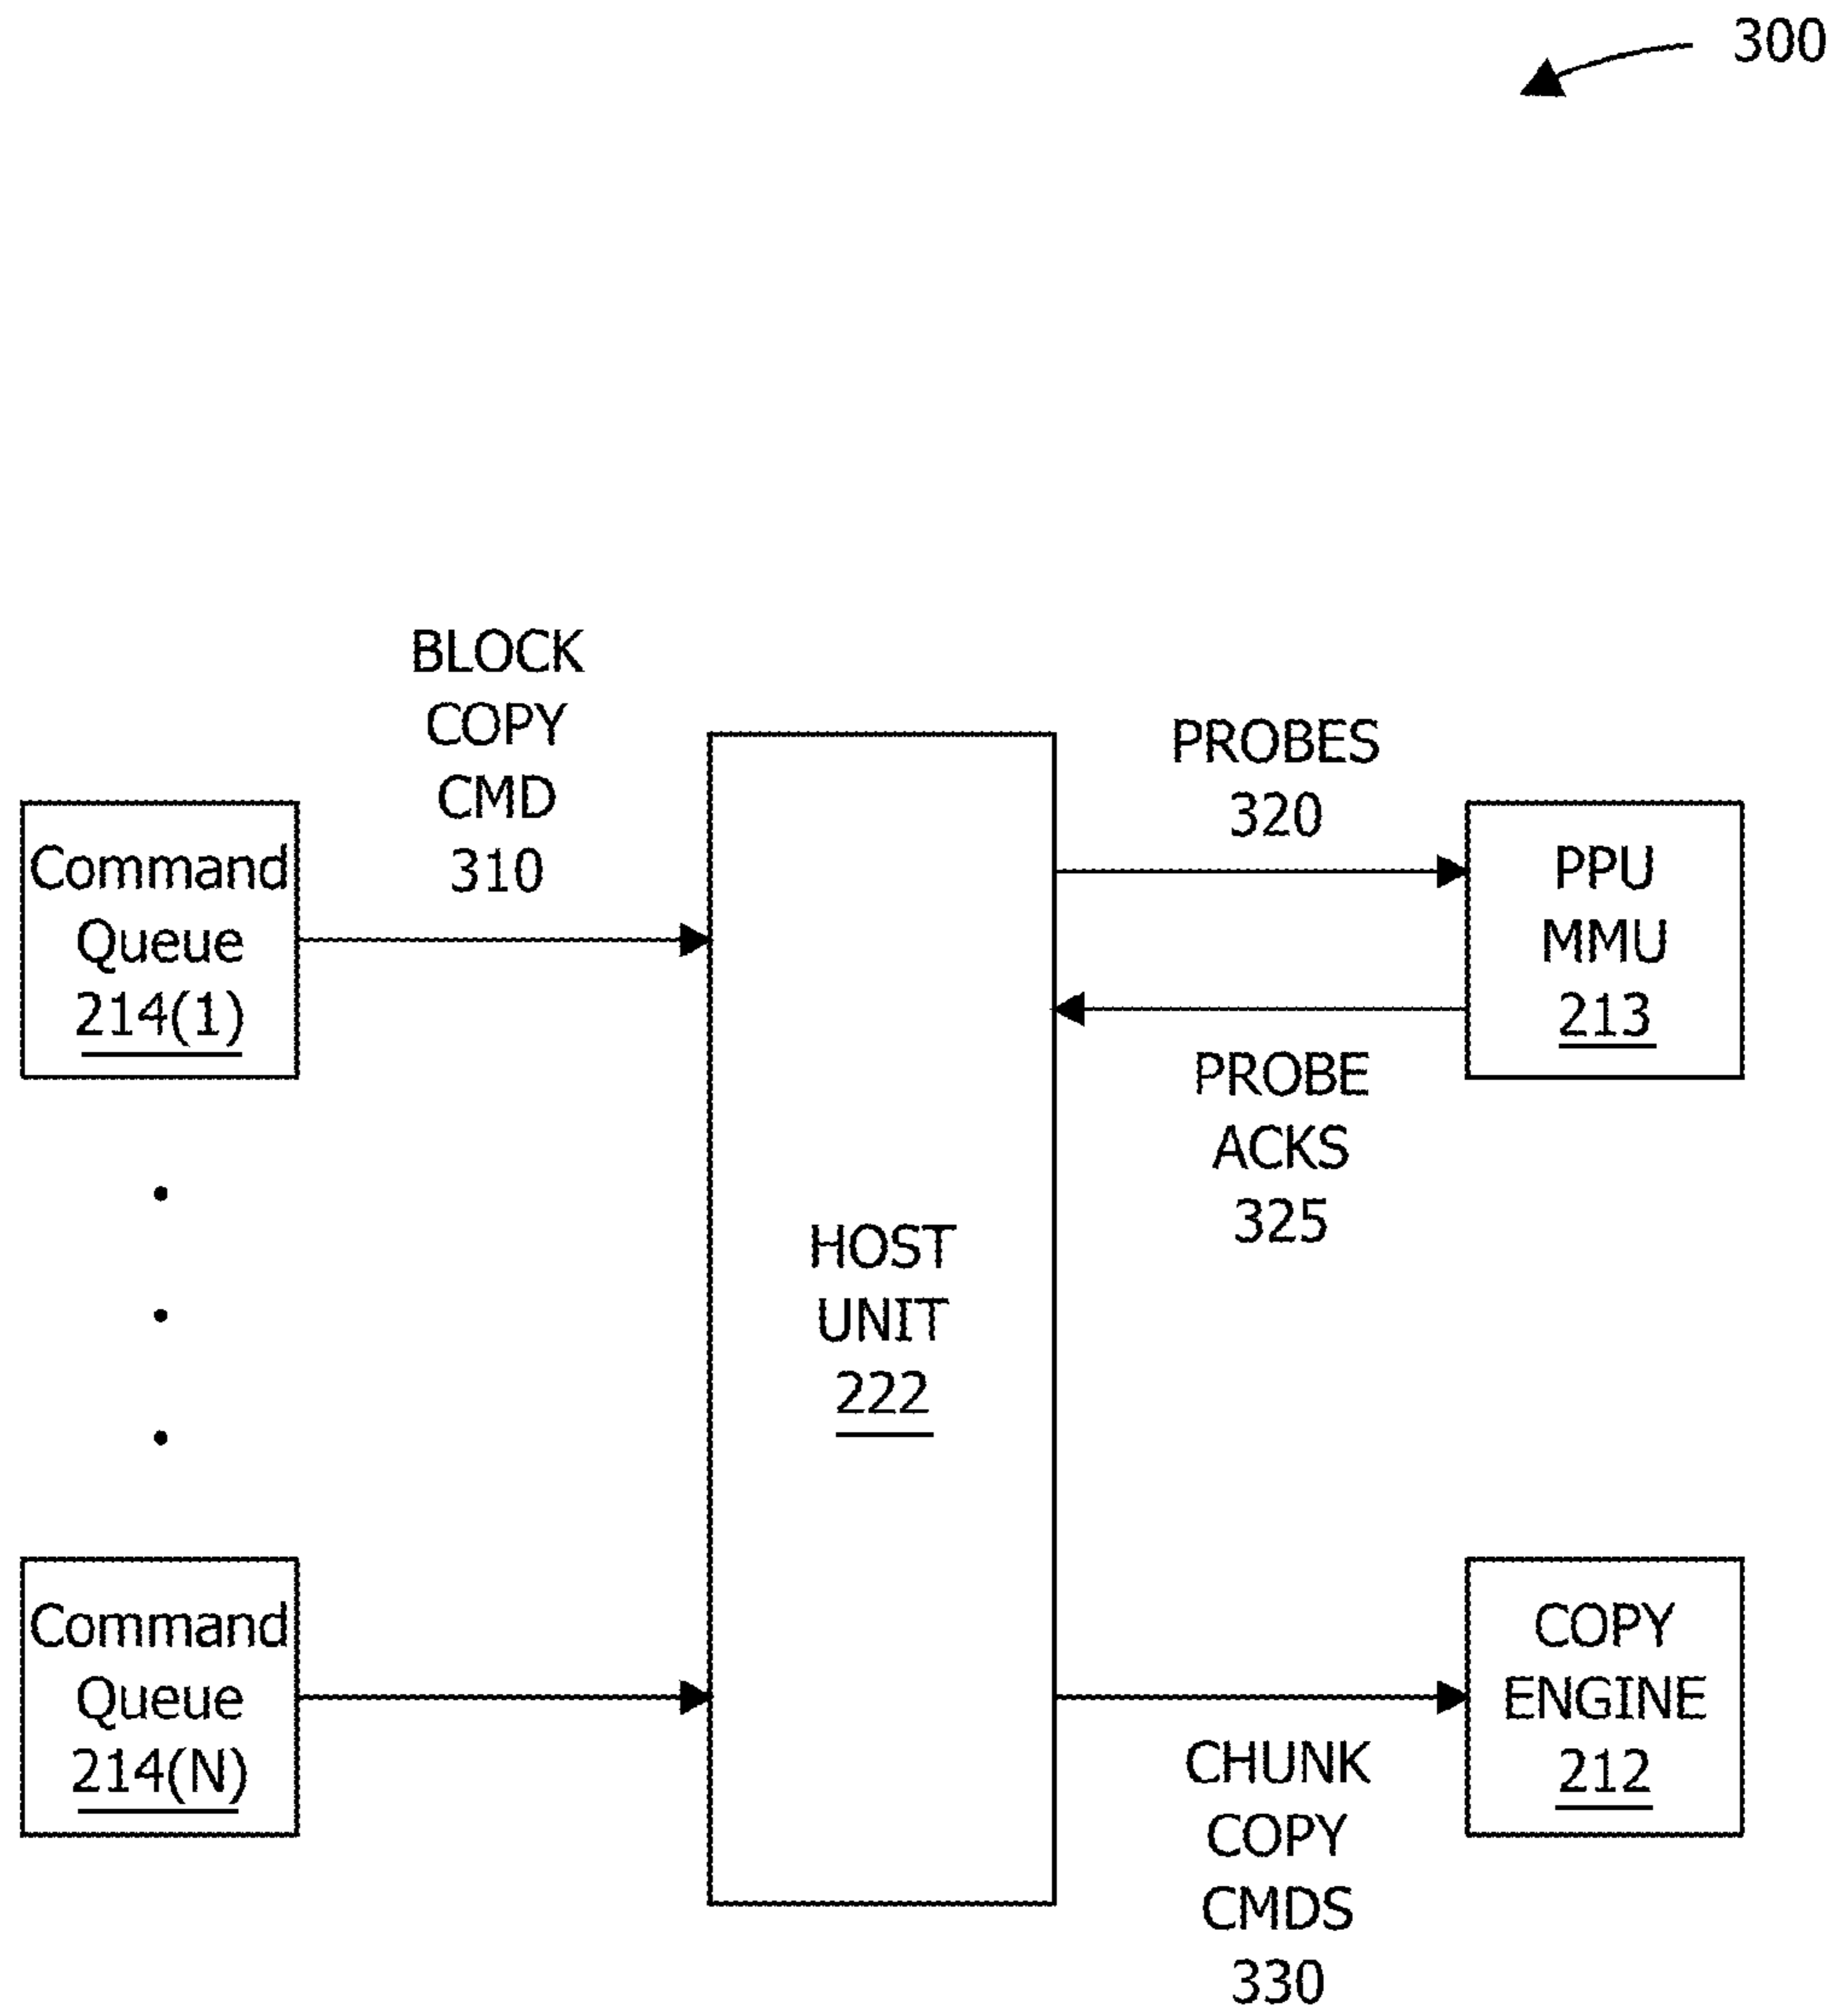 300
BLOCK
COPY
CMD
310
Command
Queue
214(1)
Command
Queue
214(N)
HOST
UNIT
222
PROBES
320
PPU
MMU
213
PROBE
ACKS
325
COPY
ENGINE
212
CHUNK
COPY
CMDS
330